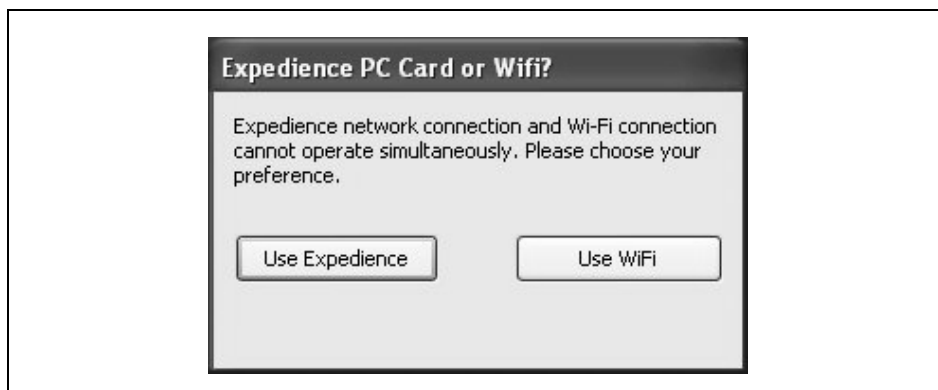 Expedience PC Card or Wifi?
Expedience network connection and Wi-Fi connection
cannot operate simultaneously. Please choose your
preference.
Use Expedience
Use WiFi